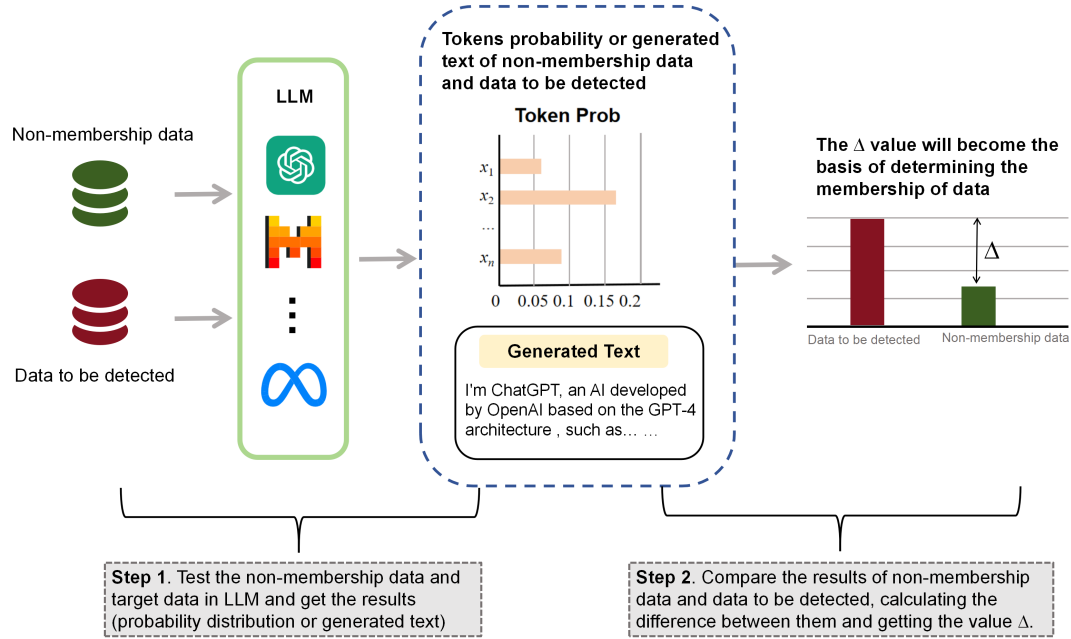 Non-membership data
Data to be detected
LLM
Tokens probability or generated
text of non-membership data
and data to be detected
Token Prob
x1
x2
...
xn
0 0.05 0.1 0.15 0.2
Generated Text
I'm ChatGPT, an AI developed
by OpenAI based on the GPT-4
architecture , such as… …
The Δ value will become the
basis of determining the
membership of data
Δ
Data to be detected
Non-membership data
Step 1. Test the non-membership data and
target data in LLM and get the results
(probability distribution or generated text)
Step 2. Compare the results of non-membership
data and data to be detected, calculating the
difference between them and getting the value Δ.